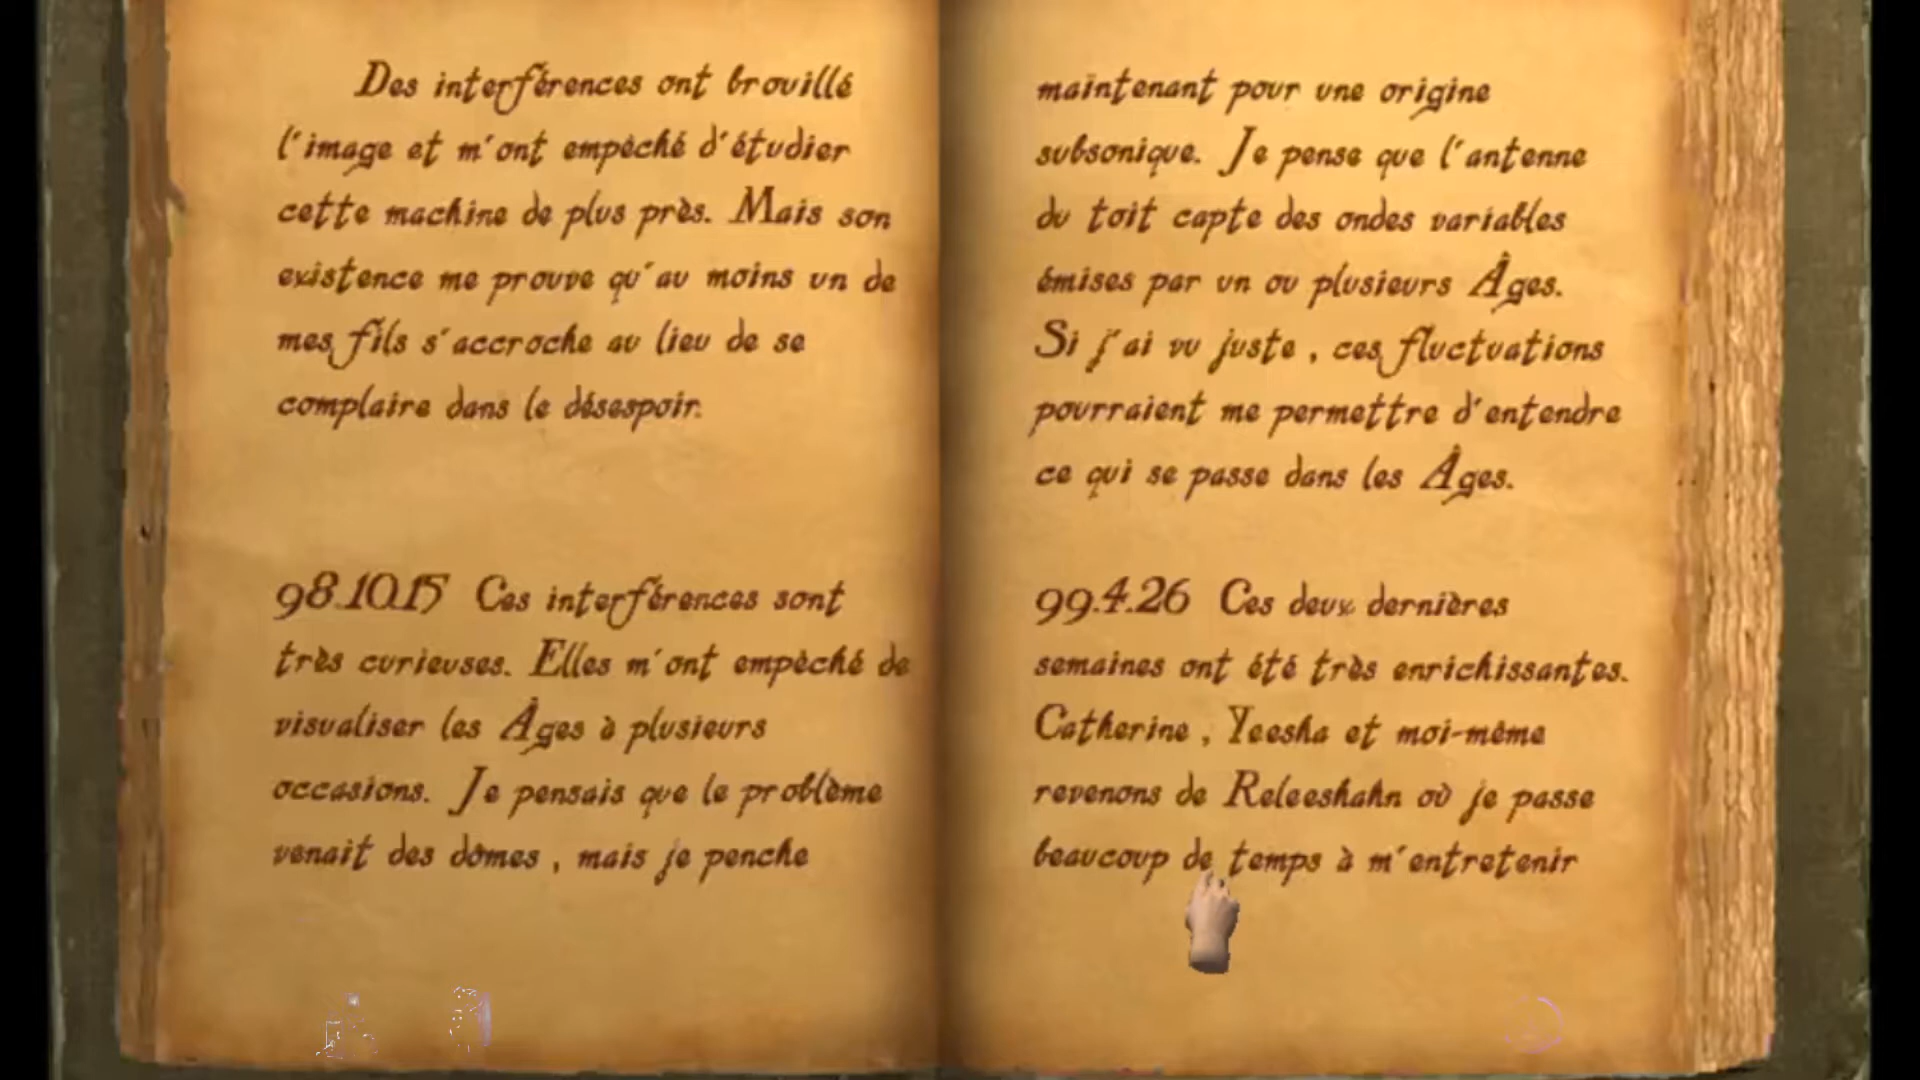 Des interférences ont brouillé
l'image et m'ont empêché d'étudier
cette machine de plus près. Mais son
existence me prouve qu'au moins un de
mes fils s'accroche au lieu de se
complaire dans le désespoir.
98.10.15 Ces interférences sont
très curieuses. Elles m'ont empêché de
visualiser les Âges à plusieurs
occasions. Je pensais que le problème
venait des dômes, mais je penche
maintenant pour une origine
subsonique. Je pense que l'antenne
du toit capte des ondes variables
émises par un ou plusieurs Âges.
Si j'ai vu juste, ces fluctuations
pourraient me permettre d'entendre
ce qui se passe dans les Âges.
99.4.26 Ces deux dernières
semaines ont été très enrichissantes.
Catherine, Yeesha et moi-même
revenons de Releeshahn où je passe
beaucoup de temps à m'entretenir